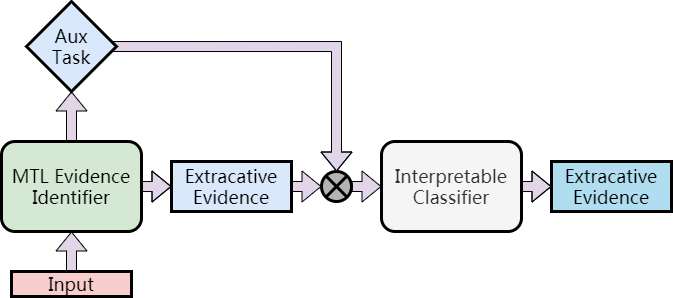 Aux
Task
MTL Evidence
Identifier
Extracative
Evidence
Interpretable
Classifier
Extracative
Evidence
Input